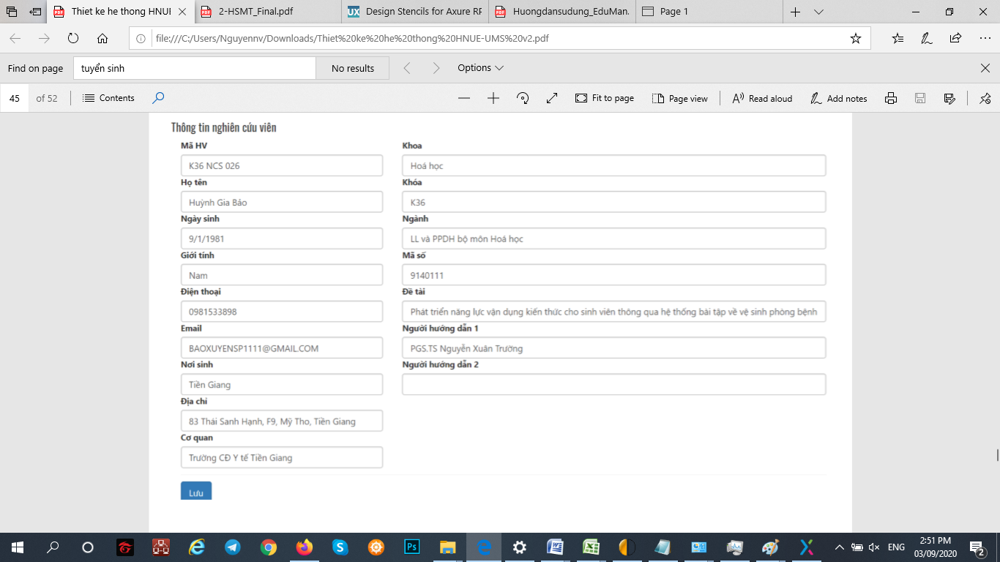 Thiet ke he thong HNUE
2-HSMT_Final.pdf
Design Stencils for Axure RP
Huongdansudung_EduMan.
Page 1
file:///C:/Users/Nguyennv/Downloads/Thiet%20ke%20he%20thong%20HNUE-UMS%20v2.pdf
Find on page
tuyển sinh
No results
Options
45 of 52
Contents
Fit to page
Page view
Read aloud
Add notes
Thông tin nghiên cứu viên
Mã HV
K36 NCS 026
Họ tên
Huỳnh Gia Bảo
Ngày sinh
9/1/1981
Giới tính
Nam
Điện thoại
0981533898
Email
BAOXUYENSP1111@GMAIL.COM
Nơi sinh
Tiền Giang
Địa chỉ
83 Thái Sanh Hạnh, F9, Mỹ Tho, Tiền Giang
Cơ quan
Trường CĐ Y tế Tiền Giang
Khoa
Hoá học
Khóa
K36
Ngành
LL và PPDH bộ môn Hoá học
Mã số
9140111
Đề tài
Phát triển năng lực vận dụng kiến thức cho sinh viên thông qua hệ thống bài tập về vệ sinh phòng bệnh
Người hướng dẫn 1
PGS.TS Nguyễn Xuân Trường
Người hướng dẫn 2
Lưu
ENG
2:51 PM
03/09/2020
2